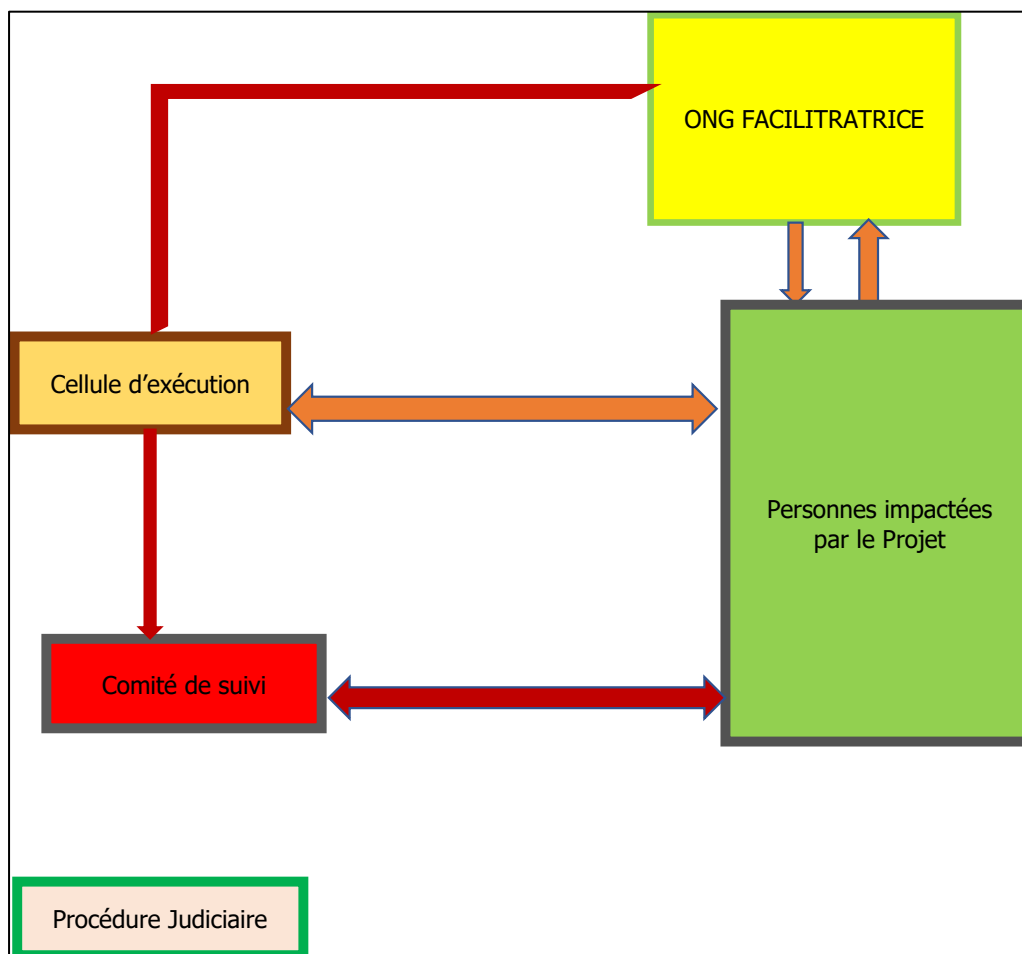 ONG FACILITRATRICE
Cellule d’exécution
Personnes impactées
par le Projet
Comité de suivi
Procédure Judiciaire